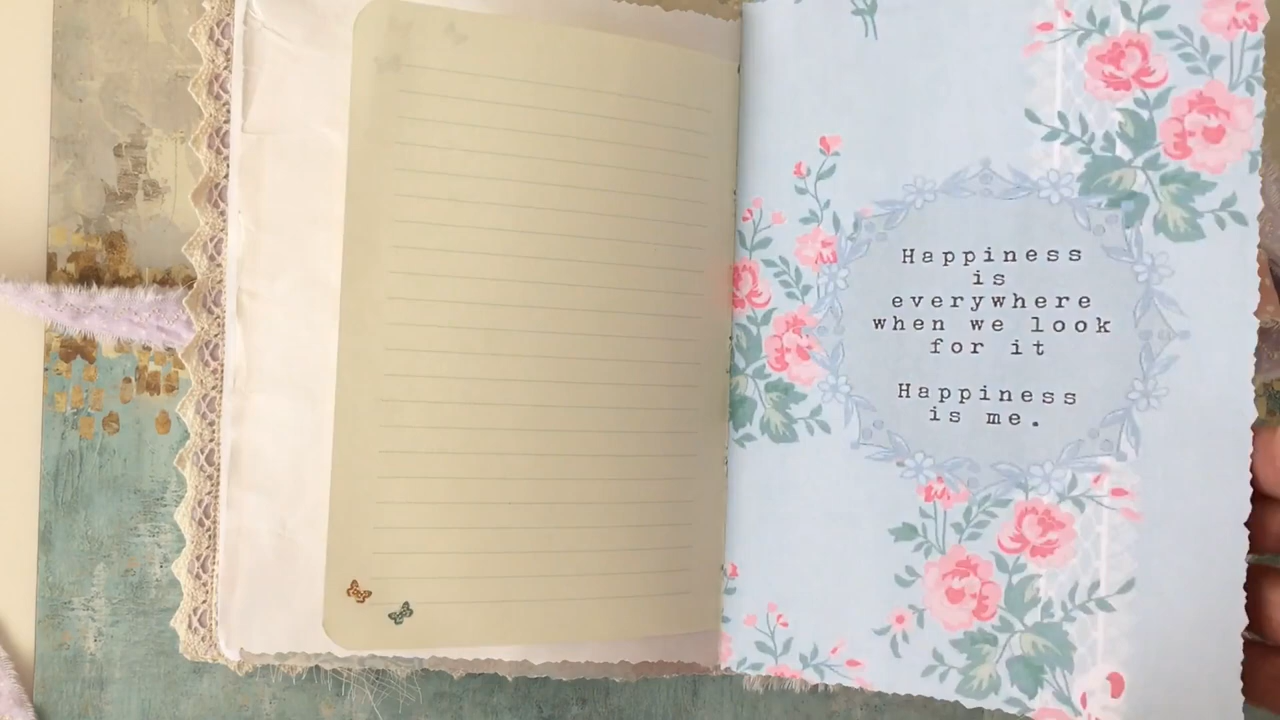 Happiness
is
everywhere
when we look
for it
Happiness
is me.